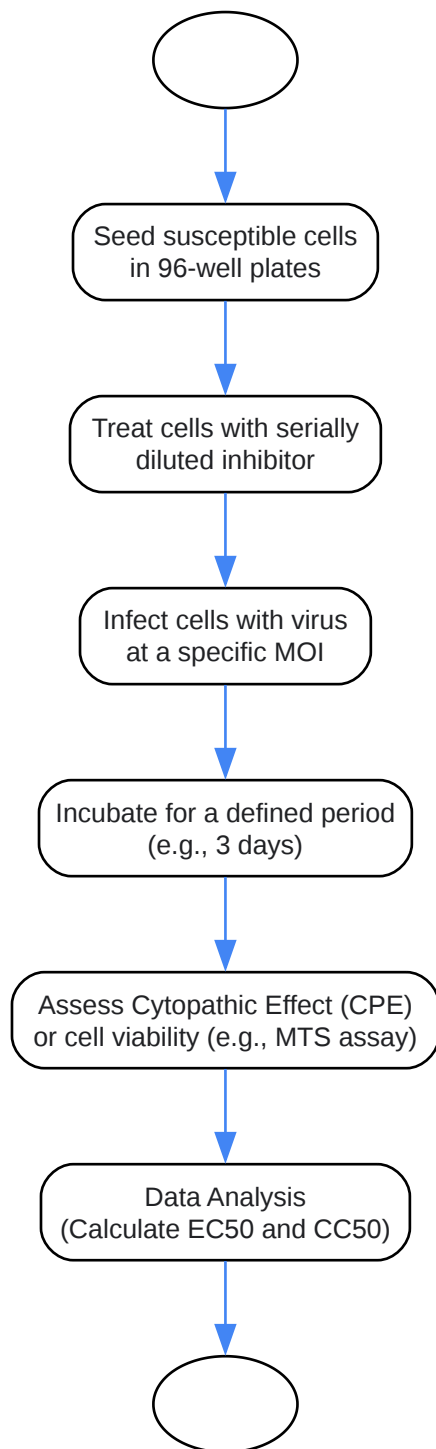 Seed susceptible cells
in 96-well plates
Treat cells with serially
diluted inhibitor
Infect cells with virus
at a specific MOI
Incubate for a defined period
(e.g., 3 days)
Assess Cytopathic Effect (CPE)
or cell viability (e.g., MTS assay)
Data Analysis
(Calculate EC50 and CC50)